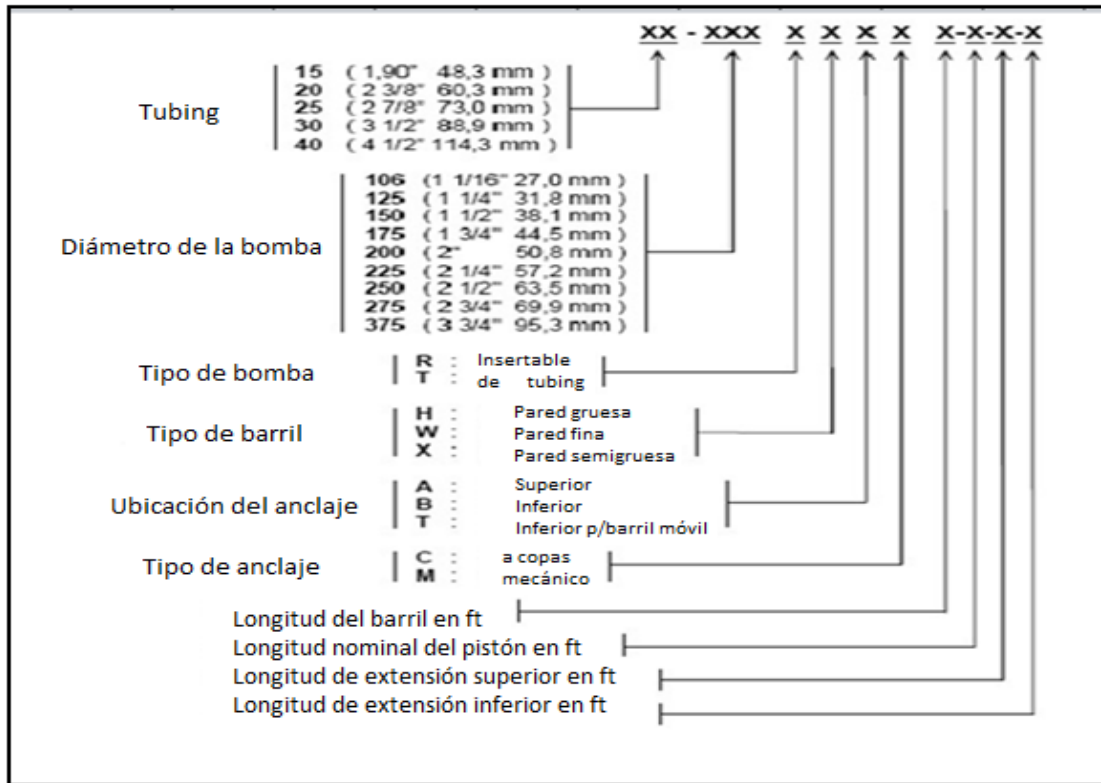 XX - XXX X X X X X-X-X-X
Tubing
15 ( 1,90" 48,3 mm )
20 ( 2 3/8" 60,3 mm )
25 ( 2 7/8" 73,0 mm )
30 ( 3 1/2" 88,9 mm )
40 ( 4 1/2" 114,3 mm )
Diámetro de la bomba
106 (1 1/16" 27,0 mm )
125 ( 1 1/4" 31,8 mm )
150 ( 1 1/2" 38,1 mm )
175 ( 1 3/4" 44,5 mm )
200 ( 2" 50,8 mm )
225 ( 2 1/4" 57,2 mm )
250 ( 2 1/2" 63,5 mm )
275 ( 2 3/4" 69,9 mm )
375 ( 3 3/4" 95,3 mm )
Tipo de bomba
R : Insertable
T : de tubing
Tipo de barril
H : Pared gruesa
W : Pared fina
X : Pared semigruesa
Ubicación del anclaje
A : Superior
B : Inferior
T : Inferior p/barril móvil
Tipo de anclaje
C : a copas
M : mecánico
Longitud del barril en ft
Longitud nominal del pistón en ft
Longitud de extensión superior en ft
Longitud de extensión inferior en ft